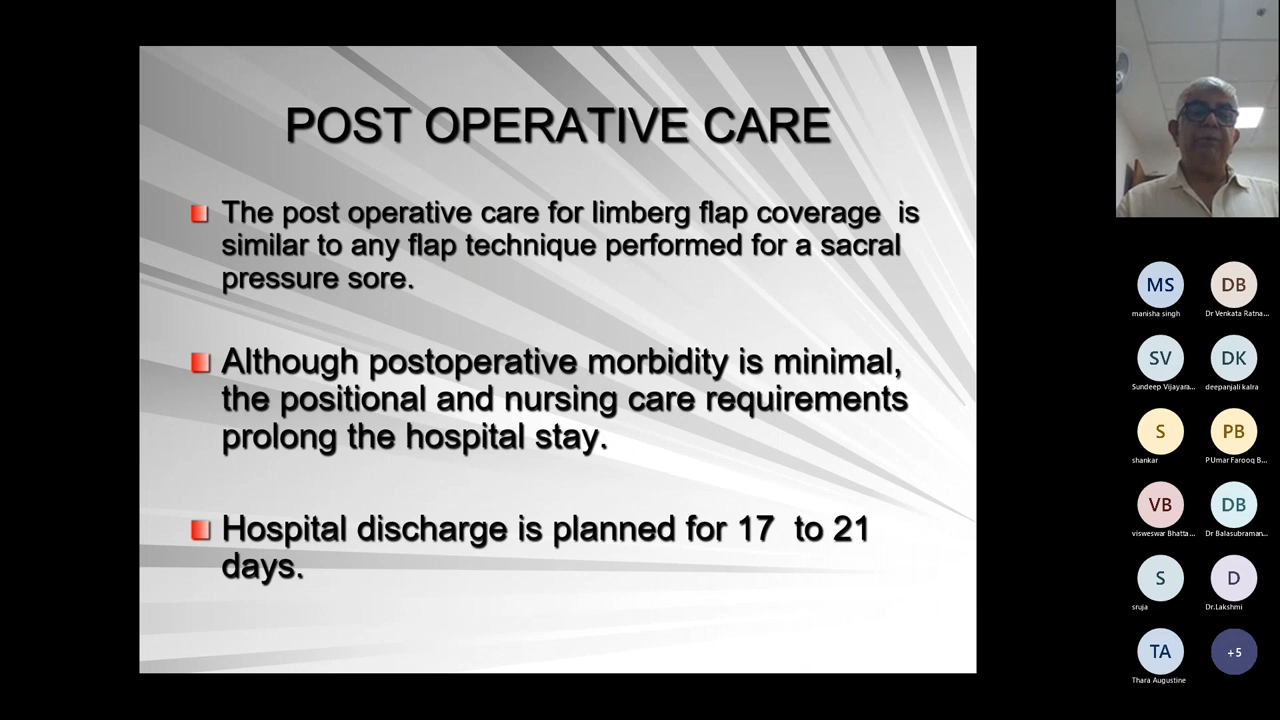 POST OPERATIVE CARE
The post operative care for limberg flap coverage is
similar to any flap technique performed for a sacral
pressure sore.
Although postoperative morbidity is minimal,
the positional and nursing care requirements
prolong the hospital stay.
Hospital discharge is planned for 17 to 21
days.
MS
manisha singh
DB
Dr Venkata Ratna...
SV
Sundeep Vijayara...
DK
deepanjali kalra
S
shankar
PB
P Umar Farooq B...
VB
visweswar Bhatta...
DB
Dr Balasubraman...
S
sruja
D
Dr.Lakshmi
TA
Thara Augustine
+5